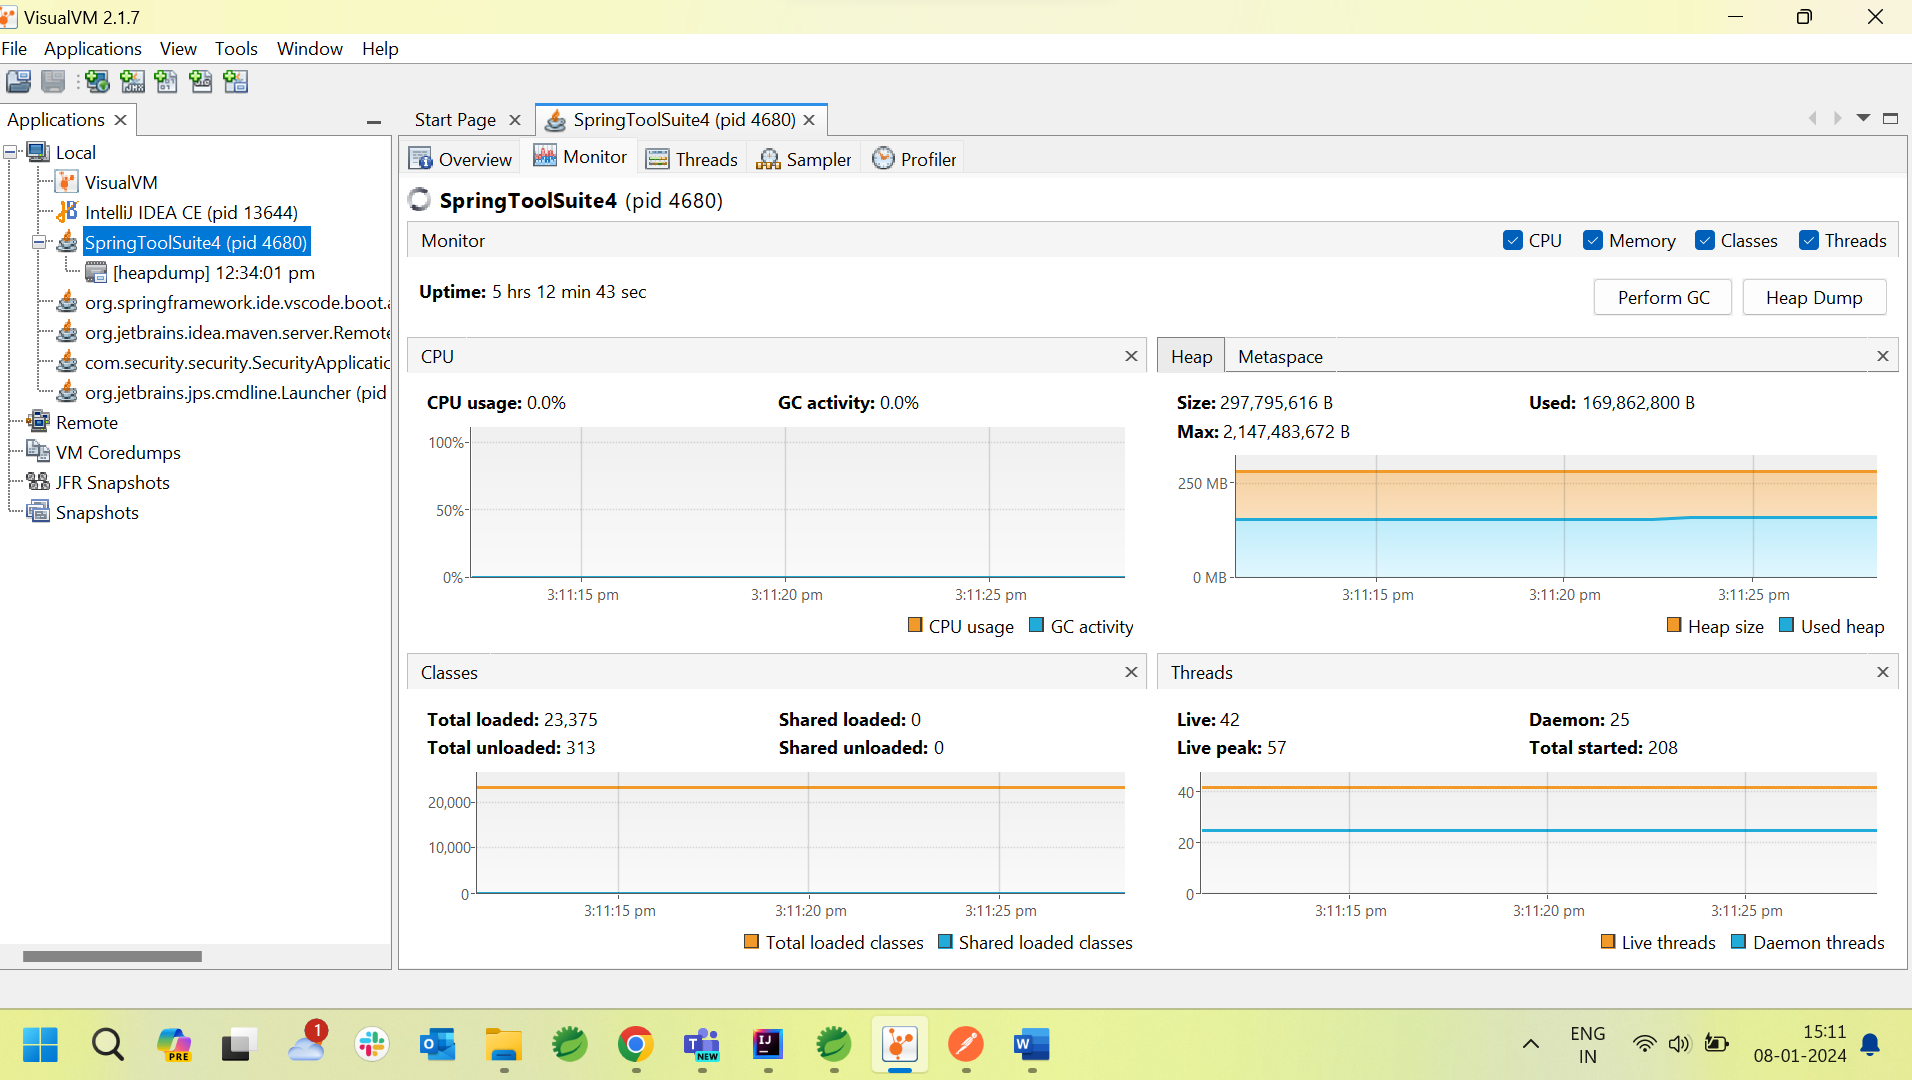 VisualVM 2.1.7
File Applications View Tools Window Help
Applications
Local
VisualVM
IntelliJ IDEA CE (pid 13644)
SpringToolSuite4 (pid 4680)
[heapdump] 12:34:01 pm
org.springframework.ide.vscode.boot.a
org.jetbrains.idea.maven.server.Remote
com.security.security.SecurityApplicatio
org.jetbrains.jps.cmdline.Launcher (pid
Remote
VM Coredumps
JFR Snapshots
Snapshots
Start Page SpringToolSuite4 (pid 4680)
Overview Monitor Threads Sampler Profiler
SpringToolSuite4 (pid 4680)
Monitor CPU Memory Classes Threads
Uptime: 5 hrs 12 min 43 sec
Perform GC Heap Dump
CPU
CPU usage: 0.0% GC activity: 0.0%
100%
50%
0%
3:11:15 pm 3:11:20 pm 3:11:25 pm
CPU usage GC activity
Heap Metaspace
Size: 297,795,616 B Used: 169,862,800 B
Max: 2,147,483,672 B
250 MB
0 MB
3:11:15 pm 3:11:20 pm 3:11:25 pm
Heap size Used heap
Classes
Total loaded: 23,375 Shared loaded: 0
Total unloaded: 313 Shared unloaded: 0
20,000
10,000
0
3:11:15 pm 3:11:20 pm 3:11:25 pm
Total loaded classes Shared loaded classes
Threads
Live: 42 Daemon: 25
Live peak: 57 Total started: 208
40
20
0
3:11:15 pm 3:11:20 pm 3:11:25 pm
Live threads Daemon threads
PRE
1
NEW
IJ
W
ENG
IN
15:11
08-01-2024